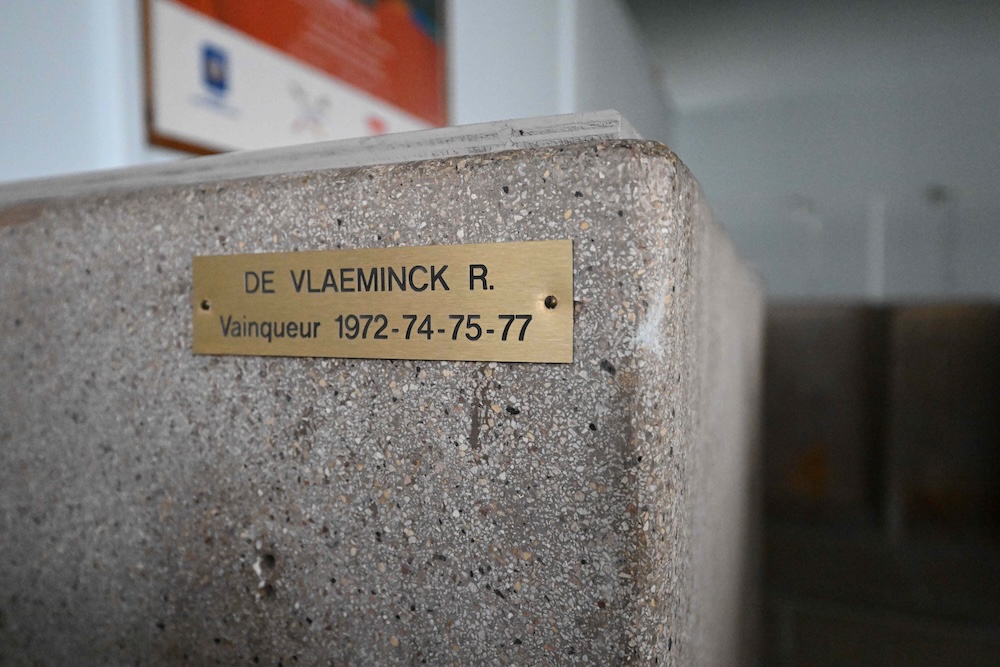 DE VLAEMINCK R.
Vainqueur 1972-74-75-77